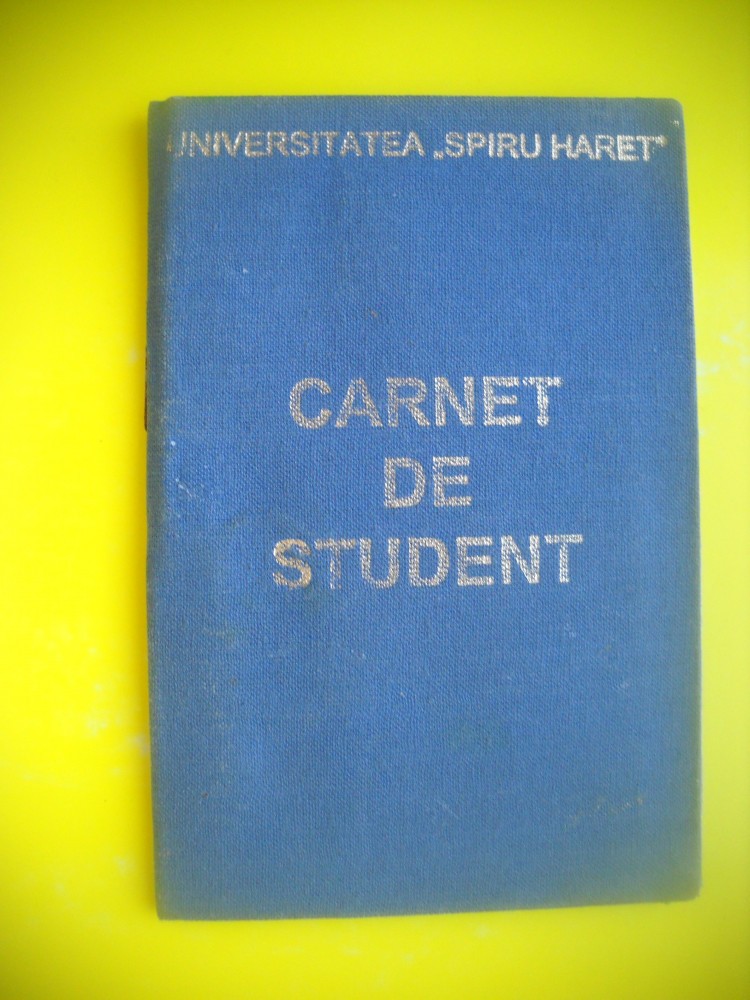 UNIVERSITATEA „SPIRU HARET”
CARNET
DE
STUDENT